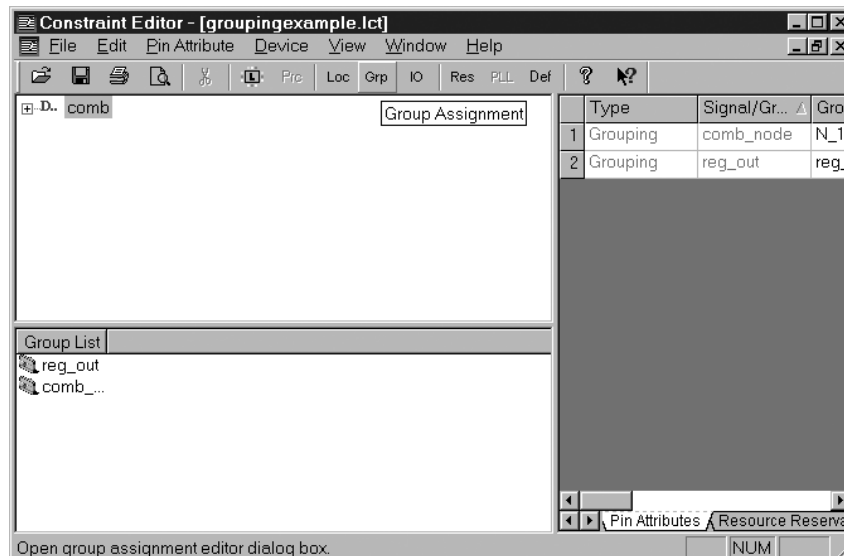 Constraint Editor - [groupingexample.lct]
File Edit Pin Attribute Device View Window Help
L Prc Loc Grp IO Res PLL Def ? ?
D.. comb
Group Assignment
Type Signal/Gr... Gro
1 Grouping comb_node N_1
2 Grouping reg_out reg_
Group List
reg_out
comb_...
Pin Attributes Resource Reserva
Open group assignment editor dialog box.
NUM